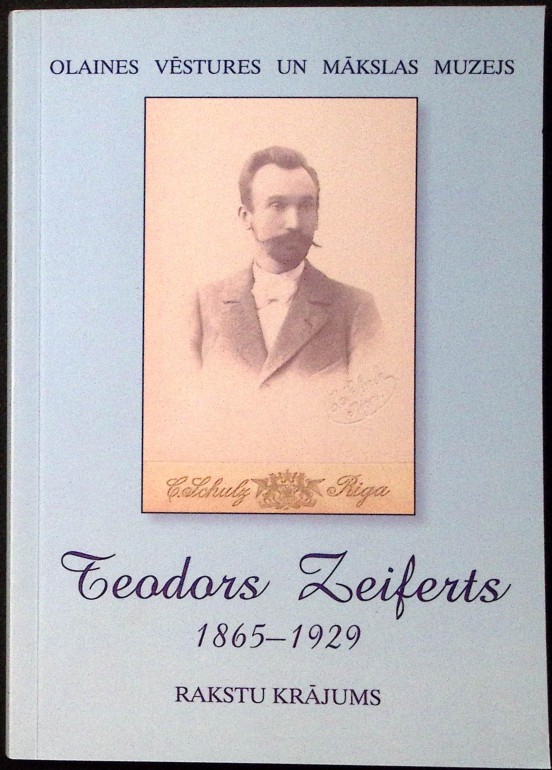 OLAINES VĒSTURES UN MĀKSLAS MUZEJS
C. Schulz Riga
Teodors Zeiferts
1865–1929
RAKSTU KRĀJUMS